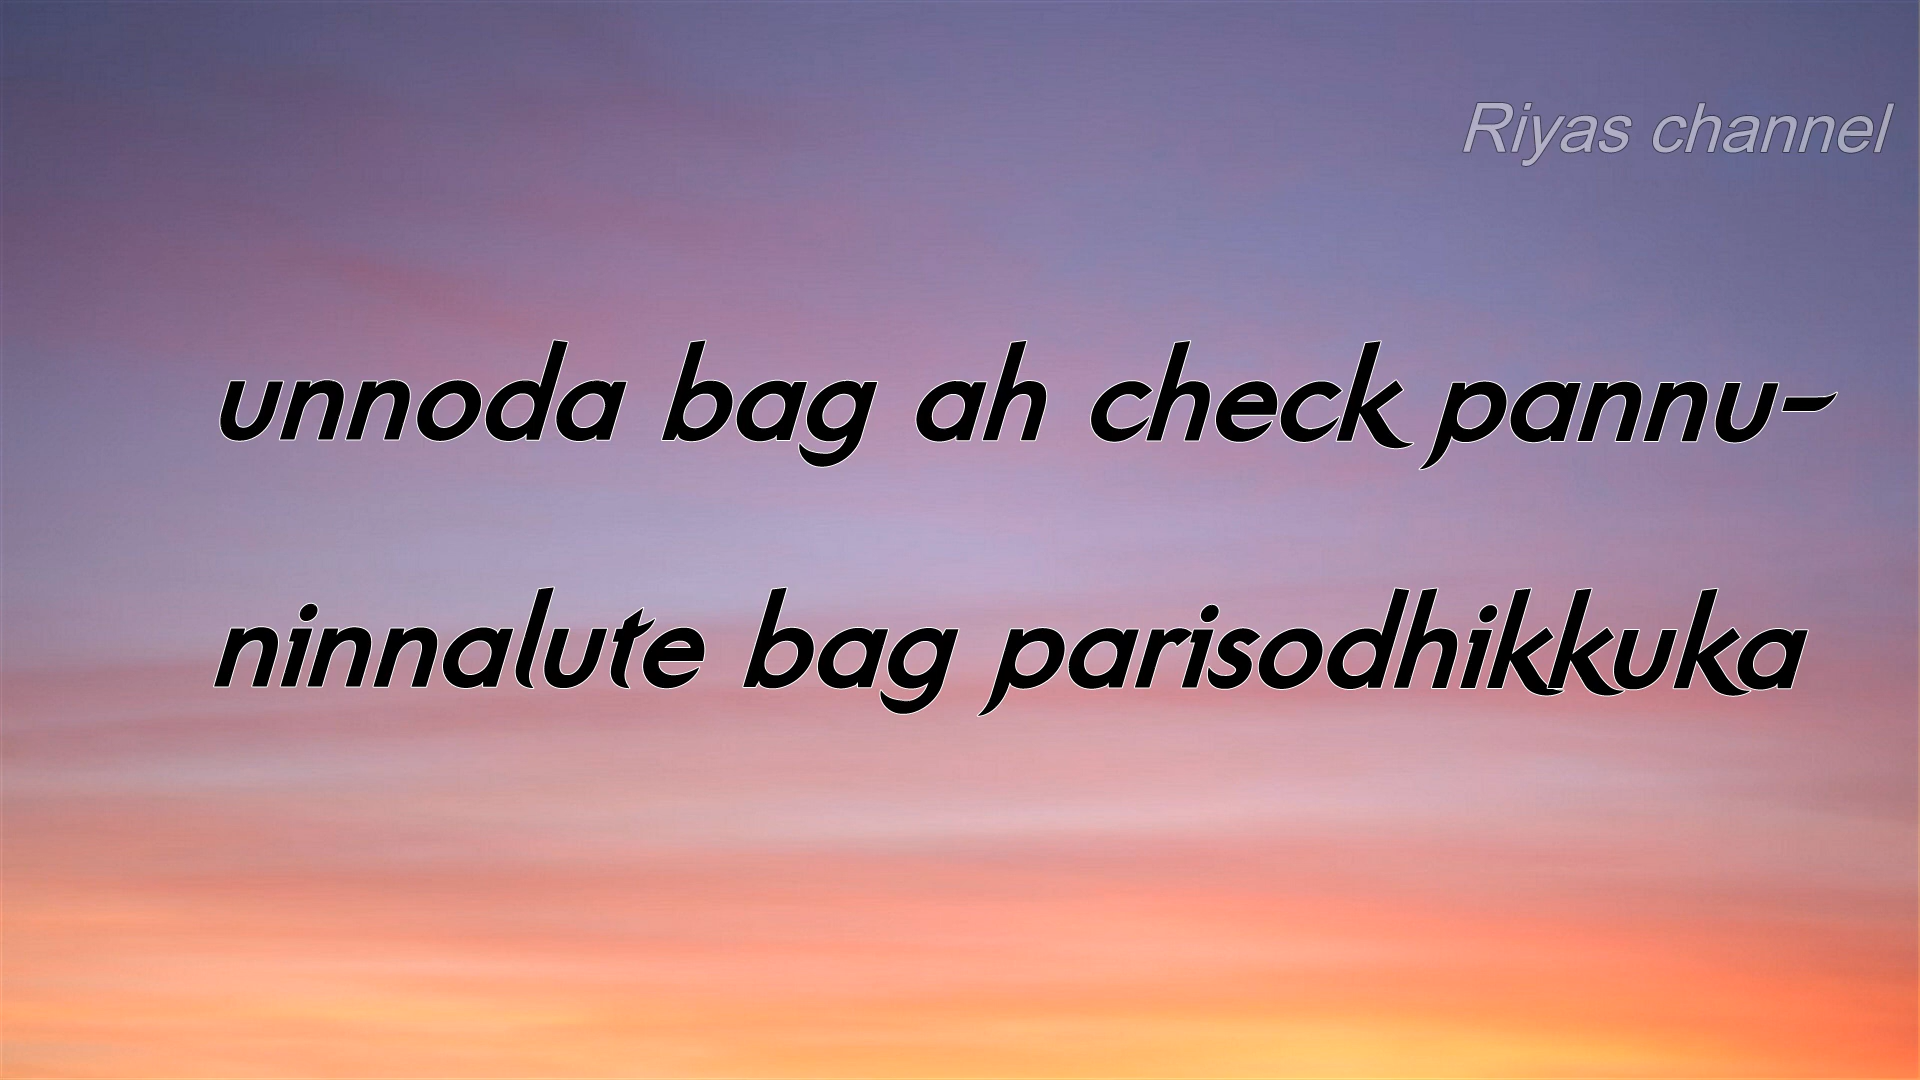 Riyas channel
unnoda bag ah check pannu-
ninnalute bag parisodhikkuka